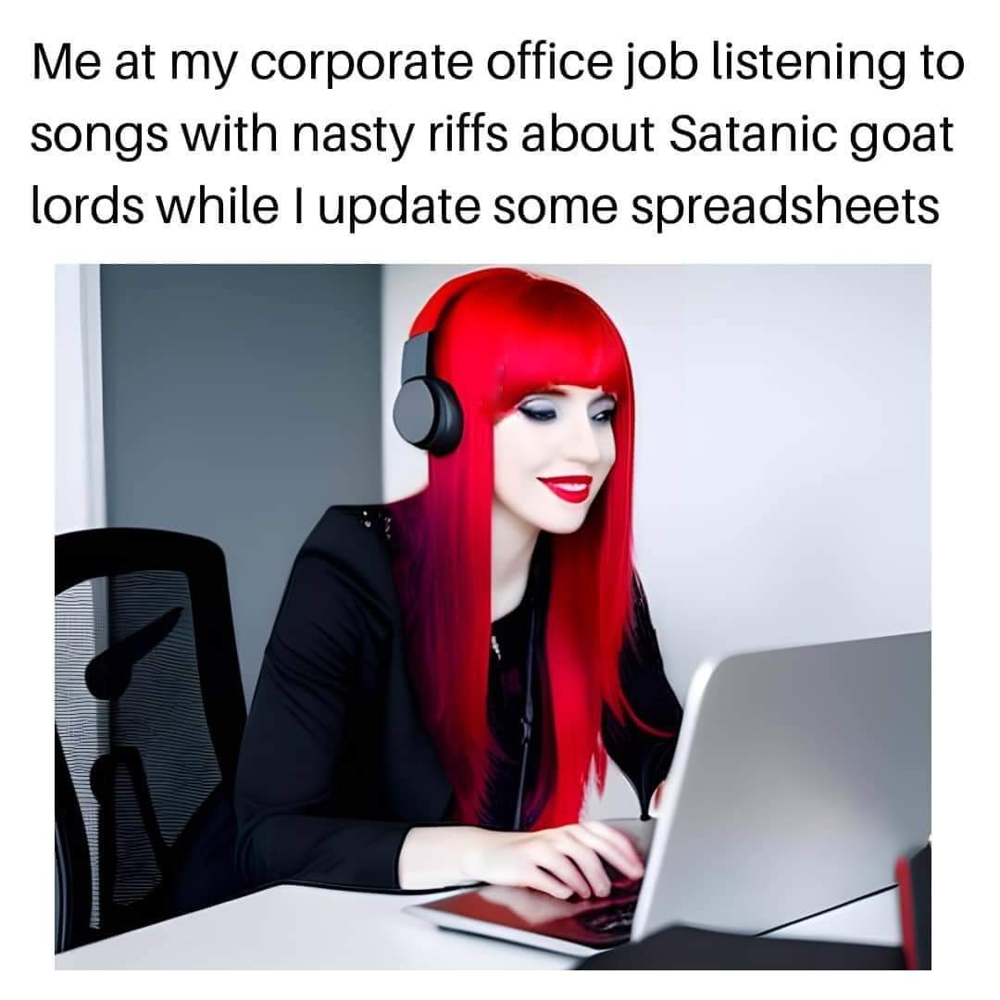 Me at my corporate office job listening to
songs with nasty riffs about Satanic goat
lords while I update some spreadsheets